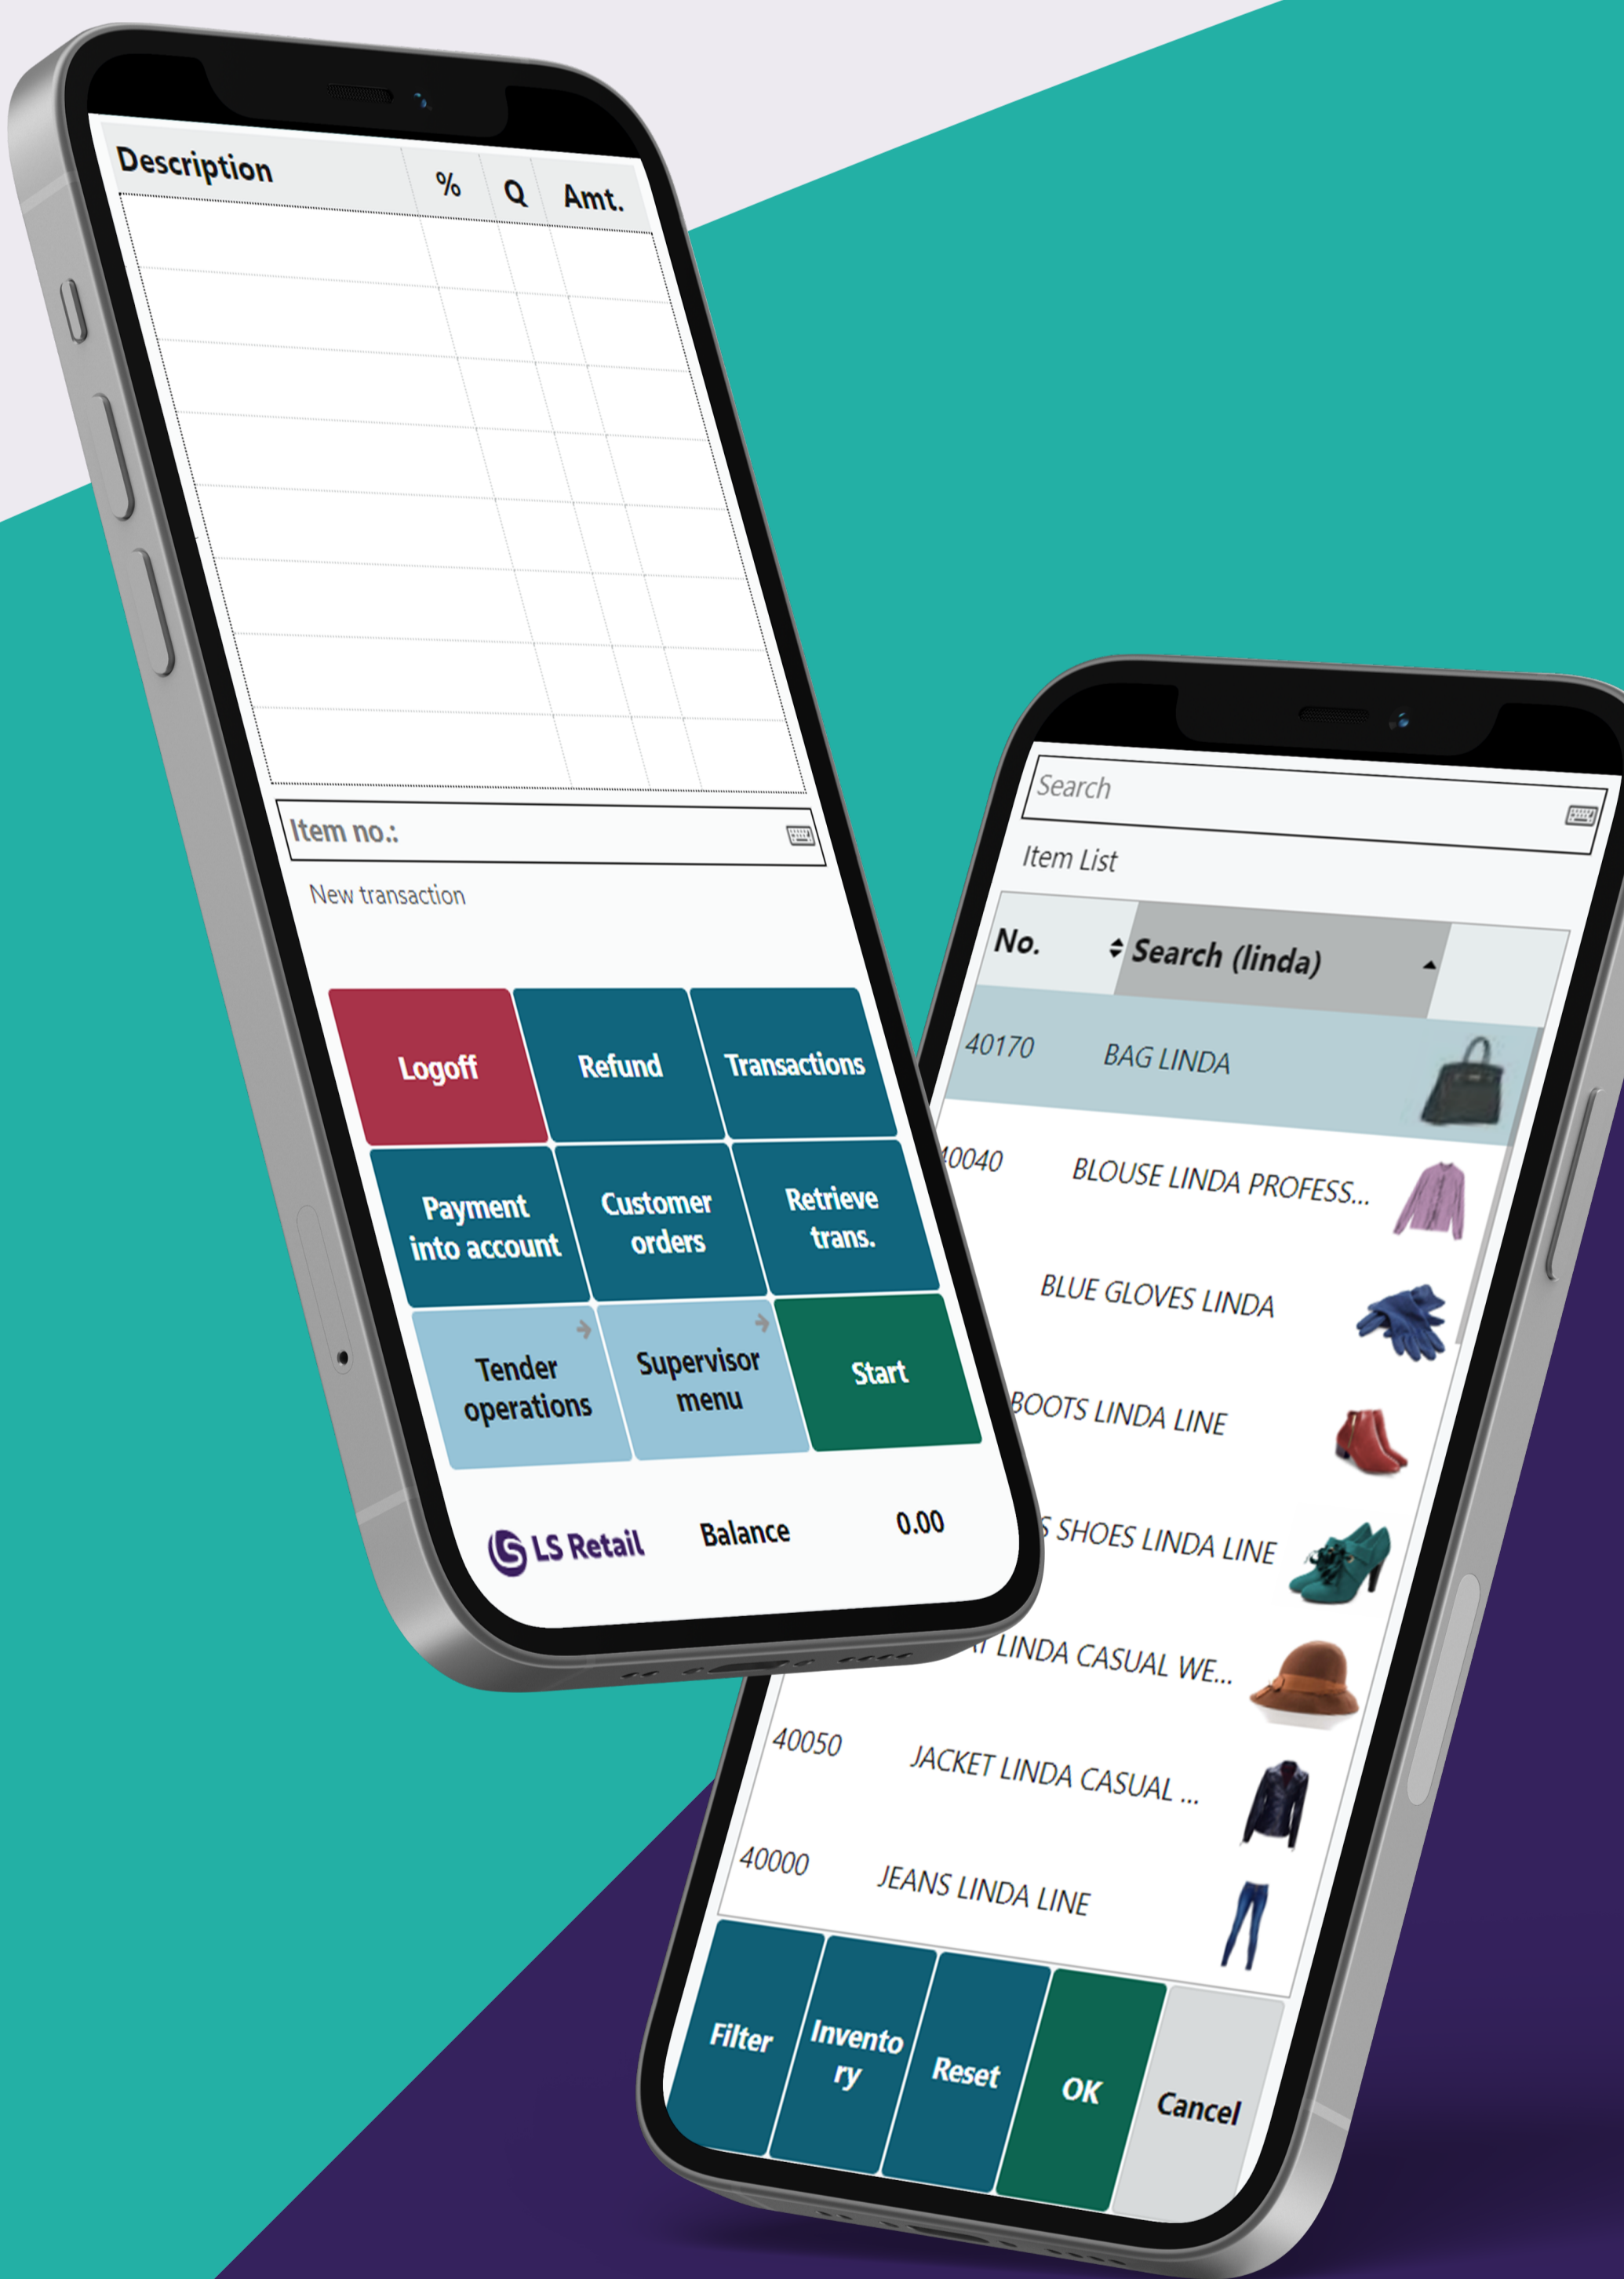 Description % Q Amt.
Item no.:
New transaction
Logoff Refund Transactions
Payment
into account
Customer
orders
Retrieve
trans.
Tender
operations
Supervisor
menu
Start
LS Retail Balance 0.00
Search
Item List
No. Search (linda)
40170 BAG LINDA
40040 BLOUSE LINDA PROFESS...
BLUE GLOVES LINDA
BOOTS LINDA LINE
SHOES LINDA LINE
LINDA CASUAL WE...
40050 JACKET LINDA CASUAL ...
40000 JEANS LINDA LINE
Filter
Invento
ry
Reset
OK
Cancel